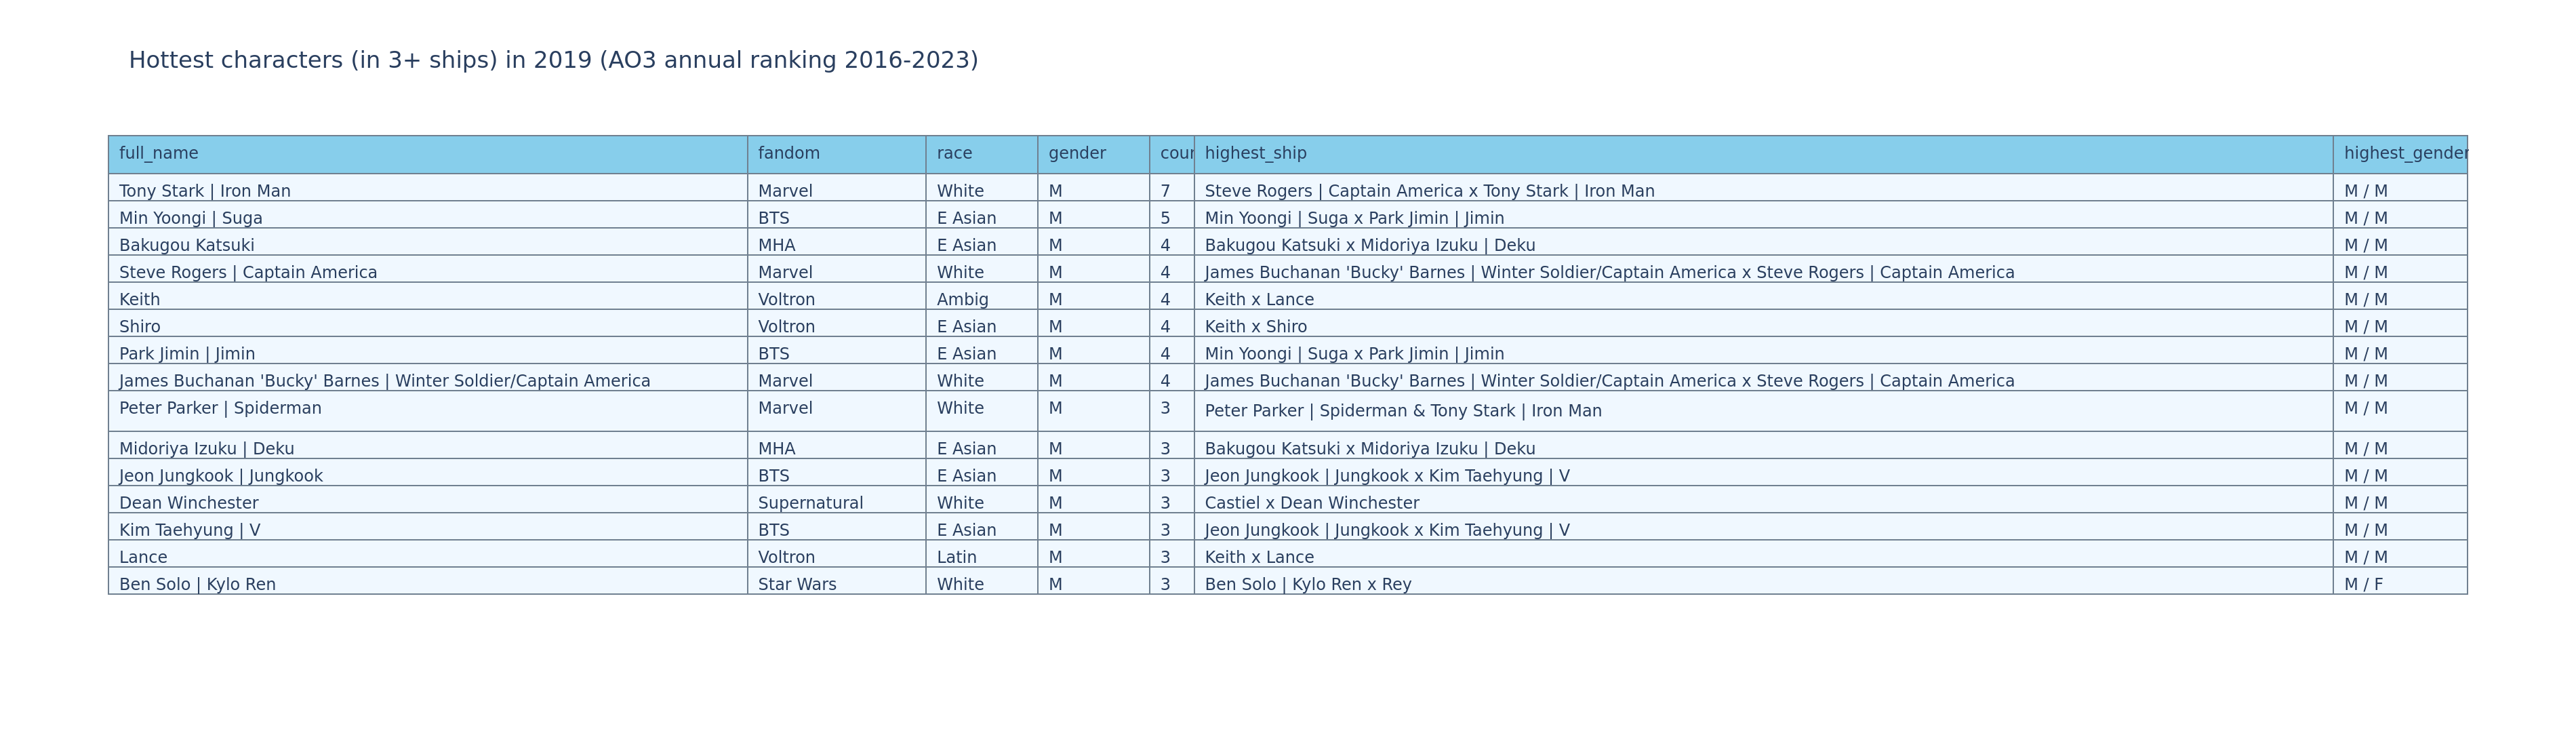 Hottest characters (in 3+ ships) in 2019 (AO3 annual ranking 2016-2023)
full_name fandom race gender cour highest_ship highest_gender
Tony Stark | Iron Man Marvel White M 7 Steve Rogers | Captain America x Tony Stark | Iron Man M / M
Min Yoongi | Suga BTS E Asian M 5 Min Yoongi | Suga x Park Jimin | Jimin M / M
Bakugou Katsuki MHA E Asian M 4 Bakugou Katsuki x Midoriya Izuku | Deku M / M
Steve Rogers | Captain America Marvel White M 4 James Buchanan 'Bucky' Barnes | Winter Soldier/Captain America x Steve Rogers | Captain America M / M
Keith Voltron Ambig M 4 Keith x Lance M / M
Shiro Voltron E Asian M 4 Keith x Shiro M / M
Park Jimin | Jimin BTS E Asian M 4 Min Yoongi | Suga x Park Jimin | Jimin M / M
James Buchanan 'Bucky' Barnes | Winter Soldier/Captain America Marvel White M 4 James Buchanan 'Bucky' Barnes | Winter Soldier/Captain America x Steve Rogers | Captain America M / M
Peter Parker | Spiderman Marvel White M 3 Peter Parker | Spiderman & Tony Stark | Iron Man M / M
Midoriya Izuku | Deku MHA E Asian M 3 Bakugou Katsuki x Midoriya Izuku | Deku M / M
Jeon Jungkook | Jungkook BTS E Asian M 3 Jeon Jungkook | Jungkook x Kim Taehyung | V M / M
Dean Winchester Supernatural White M 3 Castiel x Dean Winchester M / M
Kim Taehyung | V BTS E Asian M 3 Jeon Jungkook | Jungkook x Kim Taehyung | V M / M
Lance Voltron Latin M 3 Keith x Lance M / M
Ben Solo | Kylo Ren Star Wars White M 3 Ben Solo | Kylo Ren x Rey M / F